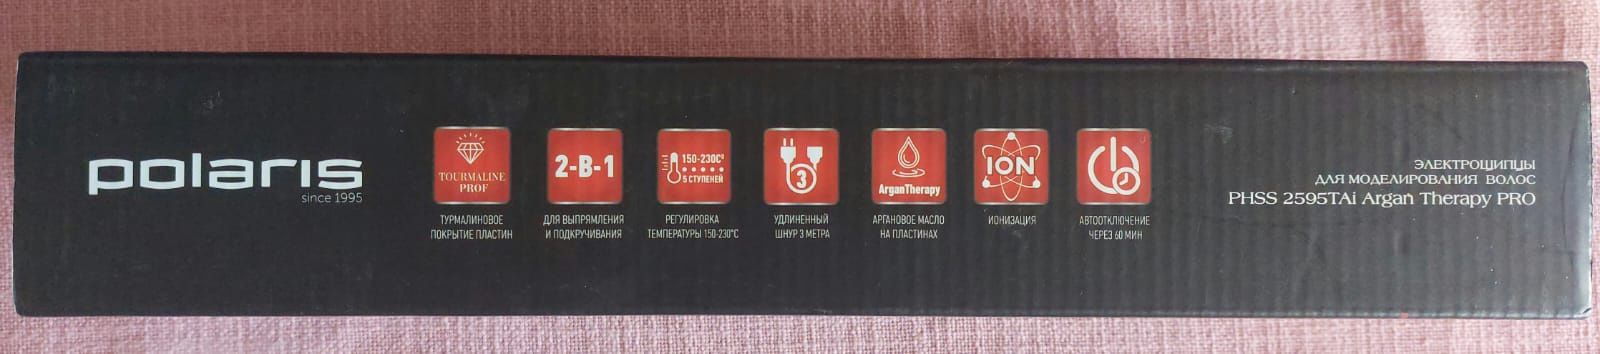 polaris
since 1995
TOURMALINE
PROF
ТУРМАЛИНОВОЕ
ПОКРЫТИЕ ПЛАСТИН
2-В-1
ДЛЯ ВЫПРЯМЛЕНИЯ
И ПОДКРУЧИВАНИЯ
150-230C°
5 СТУПЕНЕЙ
РЕГУЛИРОВКА
ТЕМПЕРАТУРЫ 150-230°C
3
УДЛИНЕННЫЙ
ШНУР 3 МЕТРА
ArganTherapy
АРГАНОВОЕ МАСЛО
НА ПЛАСТИНАХ
ION
ИОНИЗАЦИЯ
АВТООТКЛЮЧЕНИЕ
ЧЕРЕЗ 60 МИН
ЭЛЕКТРОЩИПЦЫ
ДЛЯ МОДЕЛИРОВАНИЯ ВОЛОС
PHSS 2595TAi Argan Therapy PRO